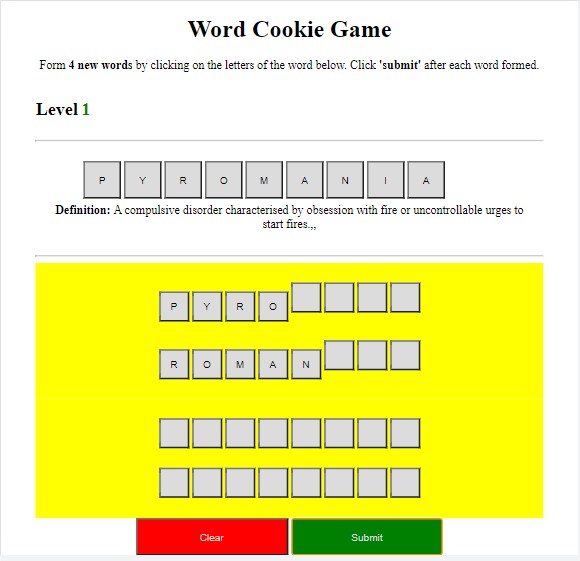 Word Cookie Game
Form 4 new words by clicking on the letters of the word below. Click 'submit' after each word formed.
Level 1
P Y R O M A N I A
Definition: A compulsive disorder characterised by obsession with fire or uncontrollable urges to
start fires.,,
P Y R O
R O M A N
Clear Submit